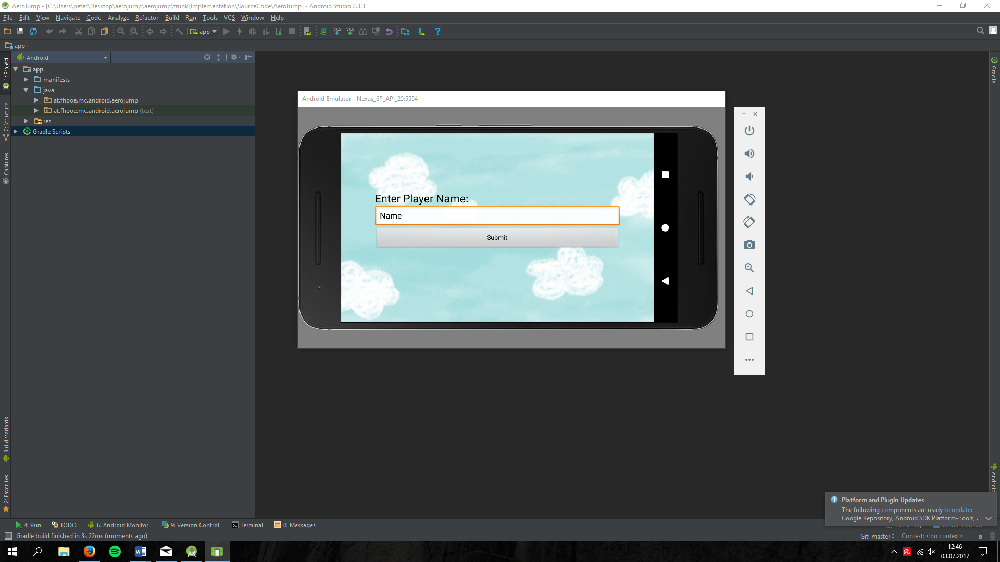 AeroJump - [C:\Users\peter\Desktop\aerojump\aerojump\trunk\Implementation\SourceCode\AeroJump] - Android Studio 2.3.3
File Edit View Navigate Code Analyze Refactor Build Run Tools VCS Window Help
app
VCS VCS
?
app
Android
1: Project
app
manifests
java
at.fhooe.mc.android.aerojump
at.fhooe.mc.android.aerojump (test)
res
Gradle Scripts
7: Structure
Captures
Build Variants
2: Favorites
Gradle
Android
Android Emulator - Nexus_6P_API_25:5554
Enter Player Name:
Name
Submit
Platform and Plugin Updates
The following components are ready to update:
Google Repository, Android SDK Platform-Tools,...
4: Run TODO 6: Android Monitor 9: Version Control Terminal 0: Messages
Event Log Gradle Console
Gradle build finished in 3s 22ms (moments ago)
Git: master Context: <no context>
12:46
03.07.2017